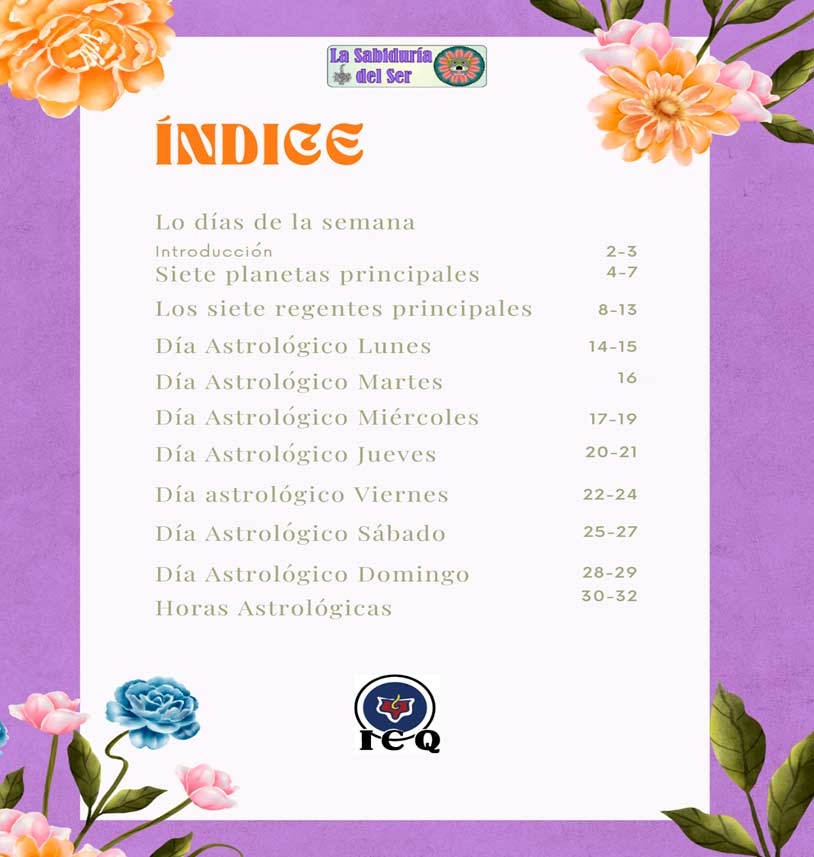 La Sabiduría
del Ser
ÍNDICE
Lo días de la semana
Introducción 2-3
Siete planetas principales 4-7
Los siete regentes principales 8-13
Día Astrológico Lunes 14-15
Día Astrológico Martes 16
Día Astrológico Miércoles 17-19
Día Astrológico Jueves 20-21
Día astrológico Viernes 22-24
Día Astrológico Sábado 25-27
Día Astrológico Domingo 28-29
Horas Astrológicas 30-32
ICQ